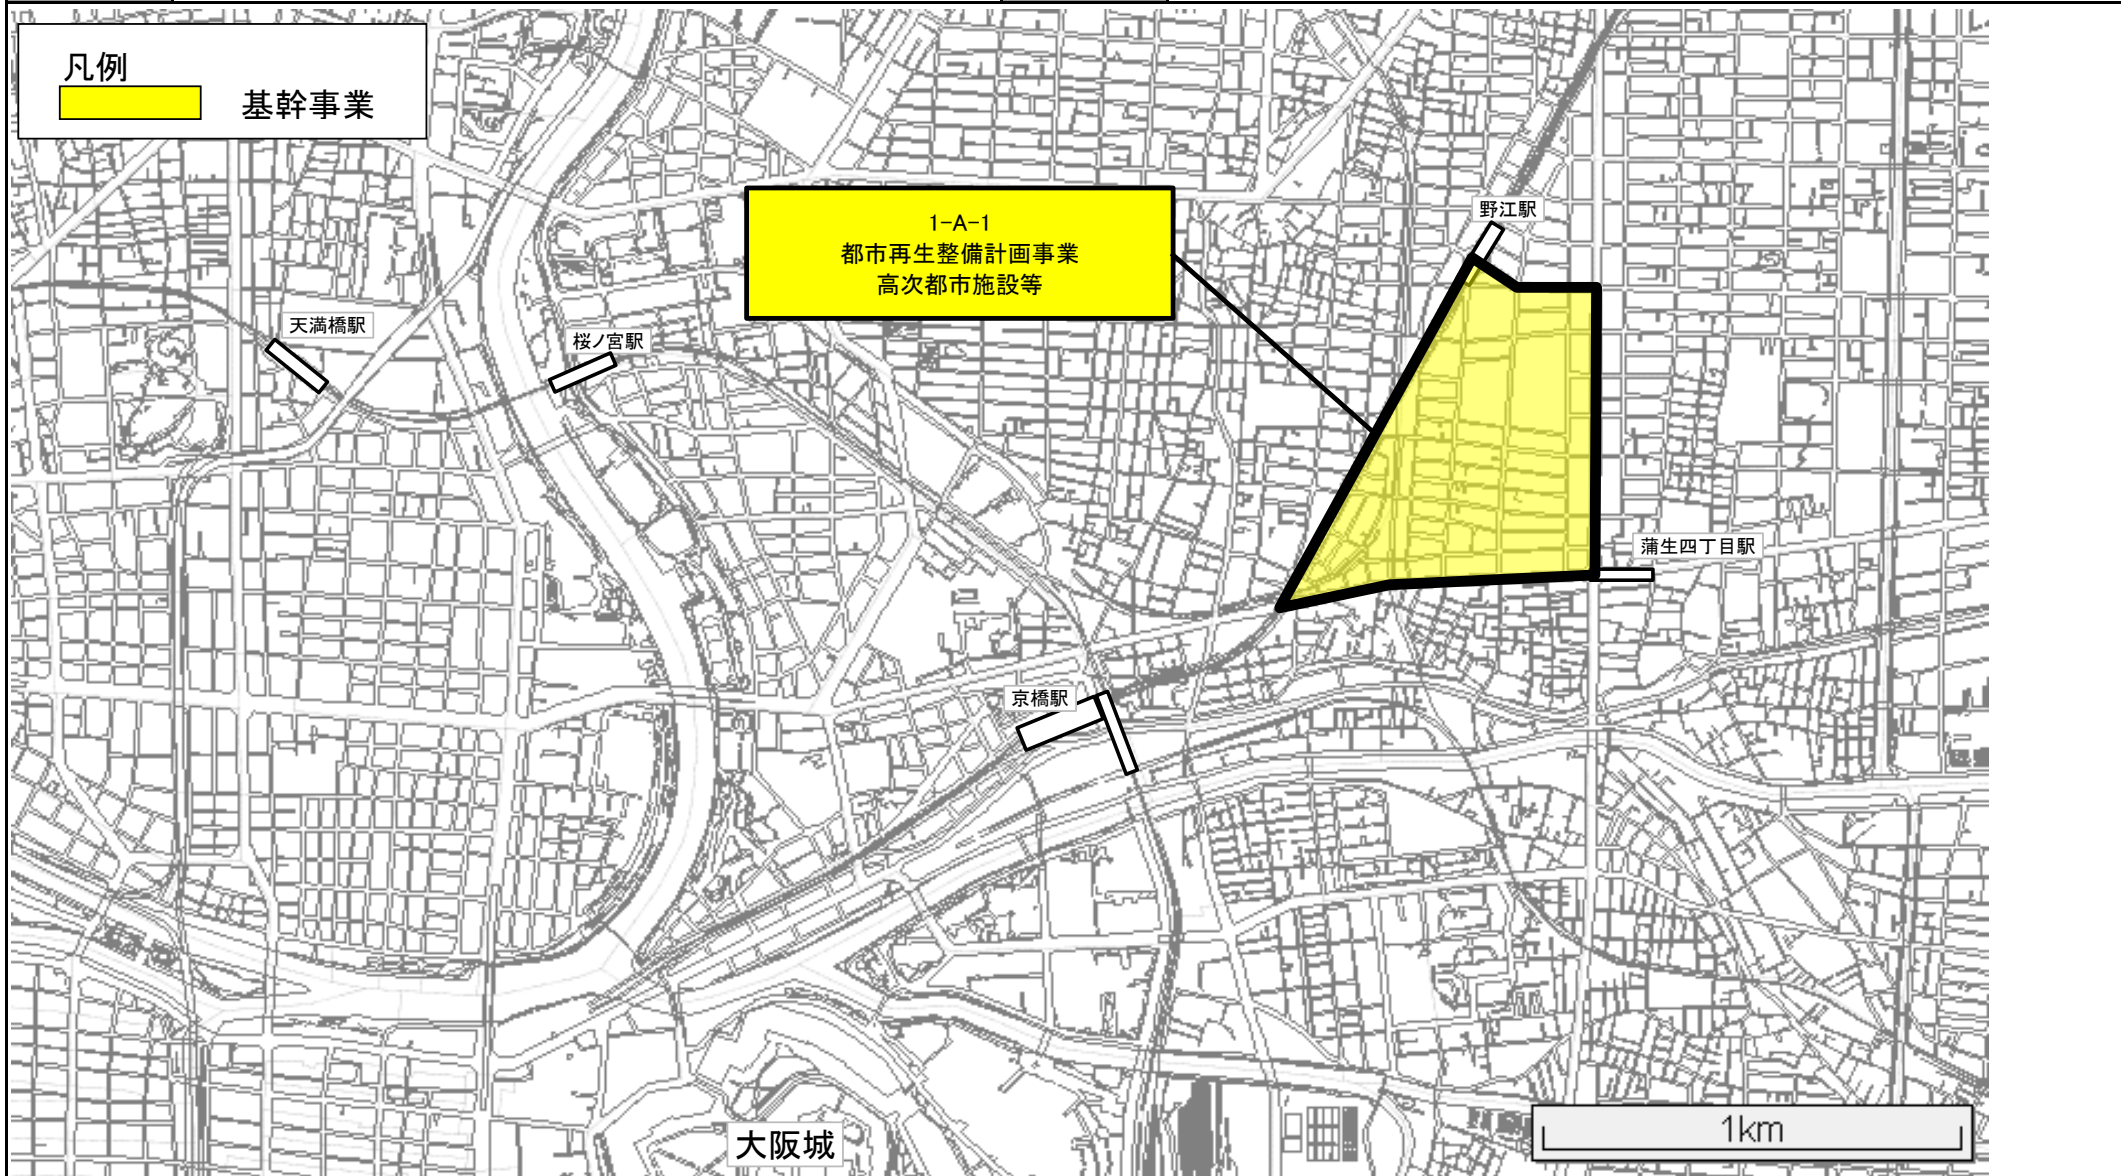 凡例
基幹事業
1-A-1
都市再生整備計画事業
高次都市施設等
野江駅
天満橋駅
桜ノ宮駅
蒲生四丁目駅
京橋駅
大阪城
1km